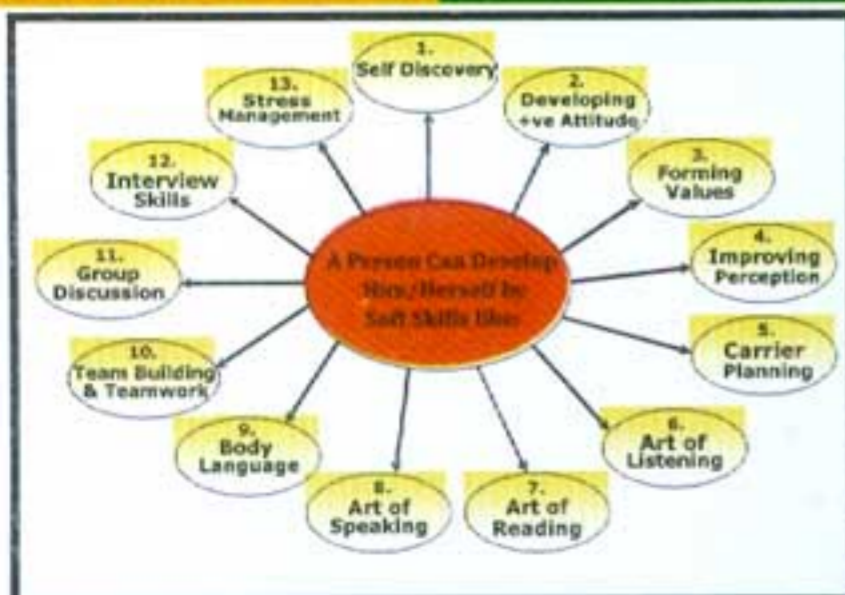 A Person Can Develop
Him/Herself by
Soft Skills like:
1.
Self Discovery
2.
Developing
+ve Attitude
3.
Forming
Values
4.
Improving
Perception
5.
Carrier
Planning
6.
Art of
Listening
7.
Art of
Reading
8.
Art of
Speaking
9.
Body
Language
10.
Team Building
& Teamwork
11.
Group
Discussion
12.
Interview
Skills
13.
Stress
Management